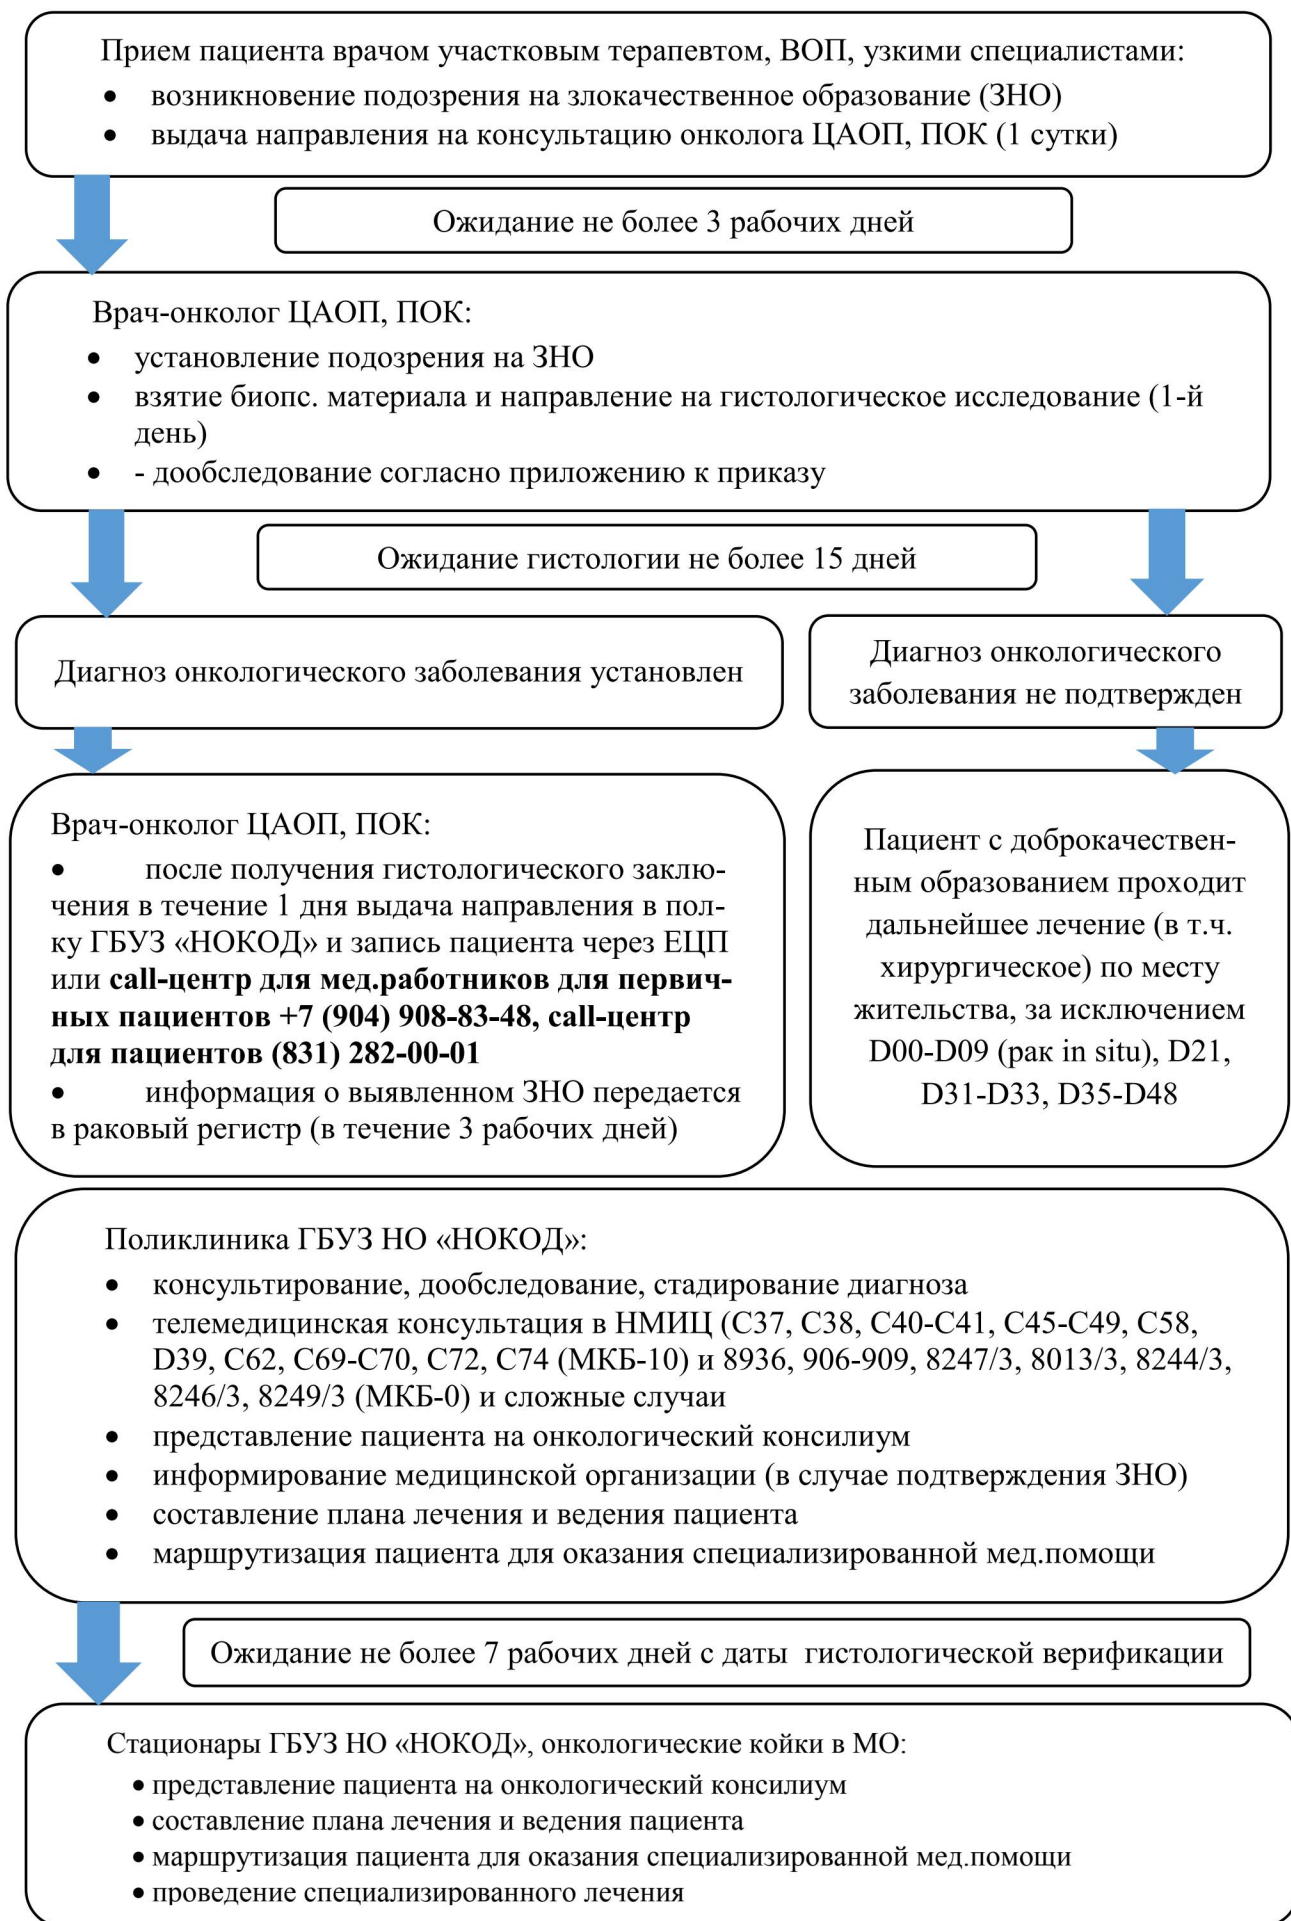 Прием пациента врачом участковым терапевтом, ВОП, узкими специалистами:
• возникновение подозрения на злокачественное образование (ЗНО)
• выдача направления на консультацию онколога ЦАОП, ПОК (1 сутки)
Ожидание не более 3 рабочих дней
Врач-онколог ЦАОП, ПОК:
• установление подозрения на ЗНО
• взятие биопс. материала и направление на гистологическое исследование (1-й
день)
• - дообследование согласно приложению к приказу
Ожидание гистологии не более 15 дней
Диагноз онкологического заболевания установлен
Диагноз онкологического
заболевания не подтвержден
Врач-онколог ЦАОП, ПОК:
• после получения гистологического заклю-
чения в течение 1 дня выдача направления в пол-
ку ГБУЗ «НОКОД» и запись пациента через ЕЦП
или call-центр для мед.работников для первич-
ных пациентов +7 (904) 908-83-48, call-центр
для пациентов (831) 282-00-01
• информация о выявленном ЗНО передается
в раковый регистр (в течение 3 рабочих дней)
Пациент с доброкачествен-
ным образованием проходит
дальнейшее лечение (в т.ч.
хирургическое) по месту
жительства, за исключением
D00-D09 (рак in situ), D21,
D31-D33, D35-D48
Поликлиника ГБУЗ НО «НОКОД»:
• консультирование, дообследование, стадирование диагноза
• телемедицинская консультация в НМИЦ (С37, С38, С40-С41, С45-С49, С58,
D39, С62, С69-С70, С72, С74 (МКБ-10) и 8936, 906-909, 8247/3, 8013/3, 8244/3,
8246/3, 8249/3 (МКБ-0) и сложные случаи
• представление пациента на онкологический консилиум
• информирование медицинской организации (в случае подтверждения ЗНО)
• составление плана лечения и ведения пациента
• маршрутизация пациента для оказания специализированной мед.помощи
Ожидание не более 7 рабочих дней с даты гистологической верификации
Стационары ГБУЗ НО «НОКОД», онкологические койки в МО:
• представление пациента на онкологический консилиум
• составление плана лечения и ведения пациента
• маршрутизация пациента для оказания специализированной мед.помощи
• проведение специализированного лечения